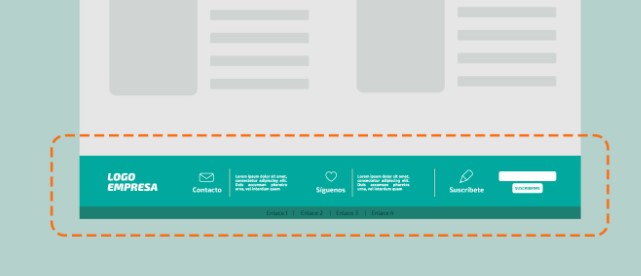 LOGO
EMPRESA
Contacto
Lorem ipsum dolor sit amet,
consectetur adipiscing elit.
Duis accumsan pharetra
urna, vel interdum quam
Síguenos
Lorem ipsum dolor sit amet,
consectetur adipiscing elit.
Duis accumsan pharetra
urna, vel interdum quam
Suscríbete
SUSCRIBIRME
Enlace 1 | Enlace 2 | Enlace 3 | Enlace 4